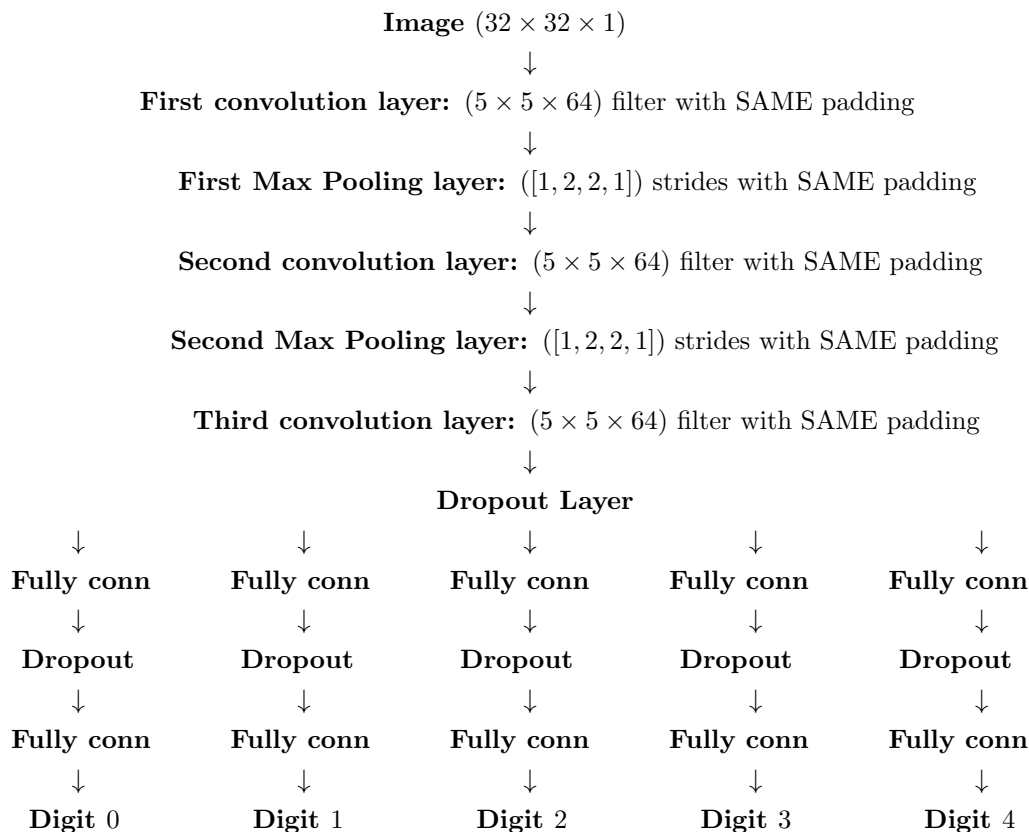 Image (32 × 32 × 1)
↓
First convolution layer: (5 × 5 × 64) filter with SAME padding
↓
First Max Pooling layer: ([1, 2, 2, 1]) strides with SAME padding
↓
Second convolution layer: (5 × 5 × 64) filter with SAME padding
↓
Second Max Pooling layer: ([1, 2, 2, 1]) strides with SAME padding
↓
Third convolution layer: (5 × 5 × 64) filter with SAME padding
↓
Dropout Layer
↓ ↓ ↓ ↓ ↓
Fully conn Fully conn Fully conn Fully conn Fully conn
↓ ↓ ↓ ↓ ↓
Dropout Dropout Dropout Dropout Dropout
↓ ↓ ↓ ↓ ↓
Fully conn Fully conn Fully conn Fully conn Fully conn
↓ ↓ ↓ ↓ ↓
Digit 0 Digit 1 Digit 2 Digit 3 Digit 4